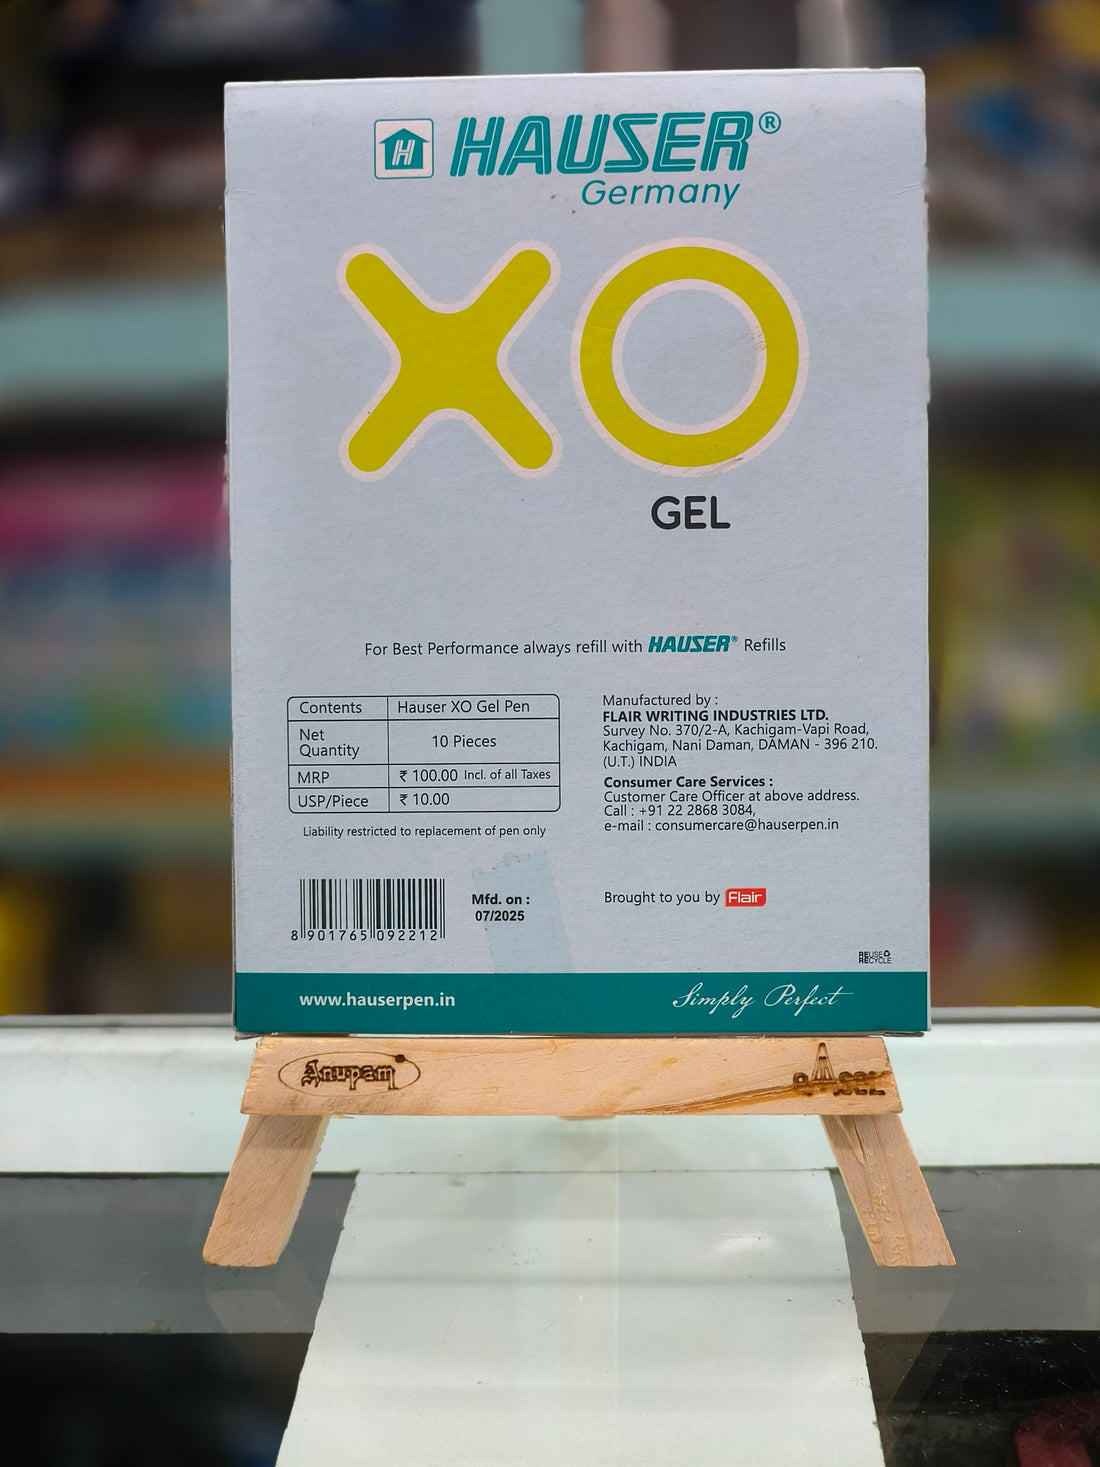 H HAUSER®
Germany
XO
GEL
For Best Performance always refill with HAUSER® Refills
Contents Hauser XO Gel Pen
Net Quantity 10 Pieces
MRP ₹ 100.00 Incl. of all Taxes
USP/Piece ₹ 10.00
Liability restricted to replacement of pen only
Manufactured by :
FLAIR WRITING INDUSTRIES LTD.
Survey No. 370/2-A, Kachigam-Vapi Road,
Kachigam, Nani Daman, DAMAN - 396 210.
(U.T.) INDIA
Consumer Care Services :
Customer Care Officer at above address.
Call : +91 22 2868 3084,
e-mail : consumercare@hauserpen.in
8 901765 092212
Mfd. on :
07/2025
Brought to you by Flair
REUSE
RECYCLE
www.hauserpen.in
Simply Perfect
Anupam